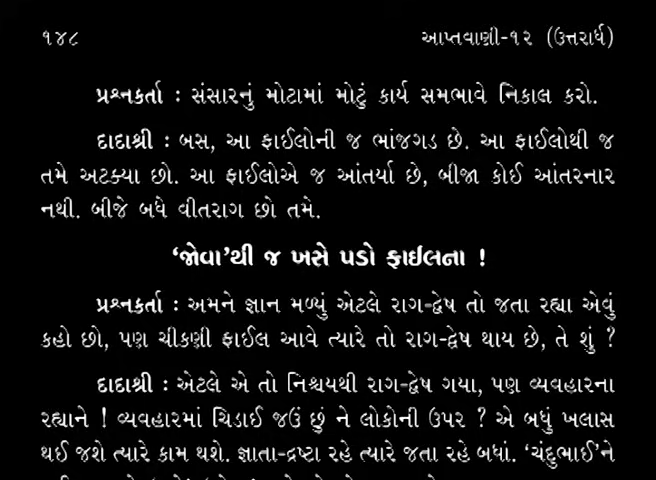 ૧૪૮ આપ્તવાણી-૧૨ (ઉત્તરાર્ધ)
પ્રશ્નકર્તા : સંસારનું મોટામાં મોટું કાર્ય સમભાવે નિકાલ કરો.
દાદાશ્રી : બસ, આ ફાઈલોની જ ભાંજગડ છે. આ ફાઈલોથી જ
તમે અટક્યા છો. આ ફાઈલોએ જ આંતર્યા છે, બીજા કોઈ આંતરનાર
નથી. બીજે બધે વીતરાગ છો તમે.
‘જોવા’થી જ ખસે પડો ફાઈલના !
પ્રશ્નકર્તા : અમને જ્ઞાન મળ્યું એટલે રાગ-દ્વેષ તો જતા રહ્યા એવું
કહો છો, પણ ચીકણી ફાઈલ આવે ત્યારે તો રાગ-દ્વેષ થાય છે, તે શું ?
દાદાશ્રી : એટલે એ તો નિશ્ચયથી રાગ-દ્વેષ ગયા, પણ વ્યવહારના
રહ્યાને ! વ્યવહારમાં ચિડાઈ જઉં છું ને લોકોની ઉપર ? એ બધું ખલાસ
થઈ જશે ત્યારે કામ થશે. જ્ઞાતા-દ્રષ્ટા રહે ત્યારે જતા રહે બધાં. ‘ચંદુભાઈ’ને